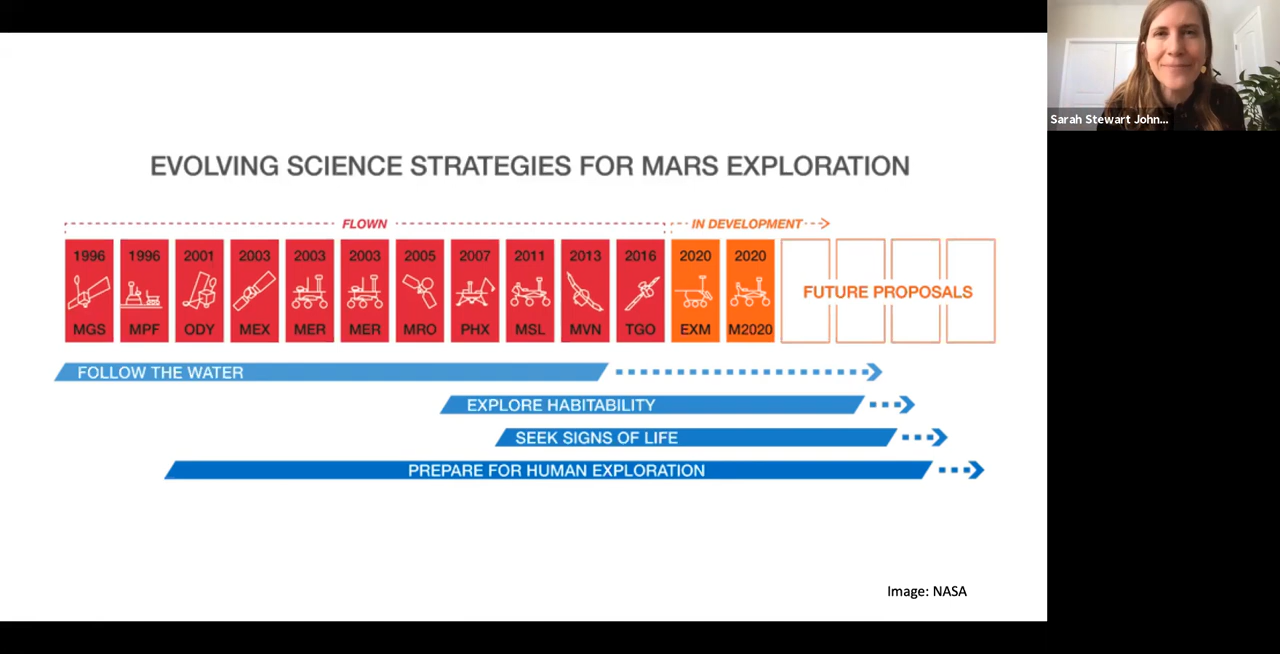 Sarah Stewart John...
EVOLVING SCIENCE STRATEGIES FOR MARS EXPLORATION
FLOWN IN DEVELOPMENT
1996 1996 2001 2003 2003 2003 2005 2007 2011 2013 2016 2020 2020
FUTURE PROPOSALS
MGS MPF ODY MEX MER MER MRO PHX MSL MVN TGO EXM M2020
FOLLOW THE WATER
EXPLORE HABITABILITY
SEEK SIGNS OF LIFE
PREPARE FOR HUMAN EXPLORATION
Image: NASA